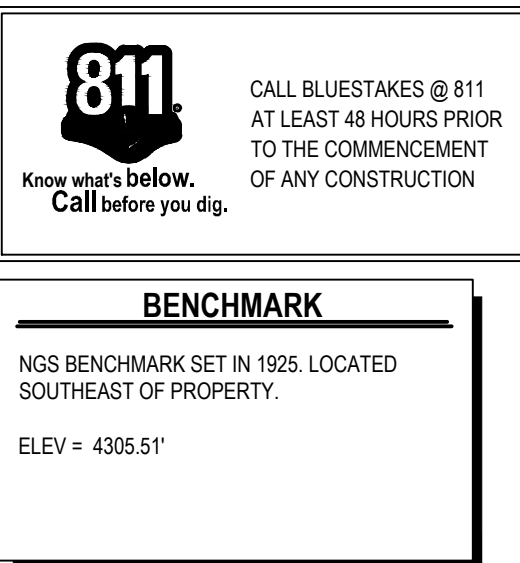 811.
Know what's below.
Call before you dig.
CALL BLUESTAKES @ 811
AT LEAST 48 HOURS PRIOR
TO THE COMMENCEMENT
OF ANY CONSTRUCTION
BENCHMARK
NGS BENCHMARK SET IN 1925. LOCATED
SOUTHEAST OF PROPERTY.
ELEV = 4305.51'